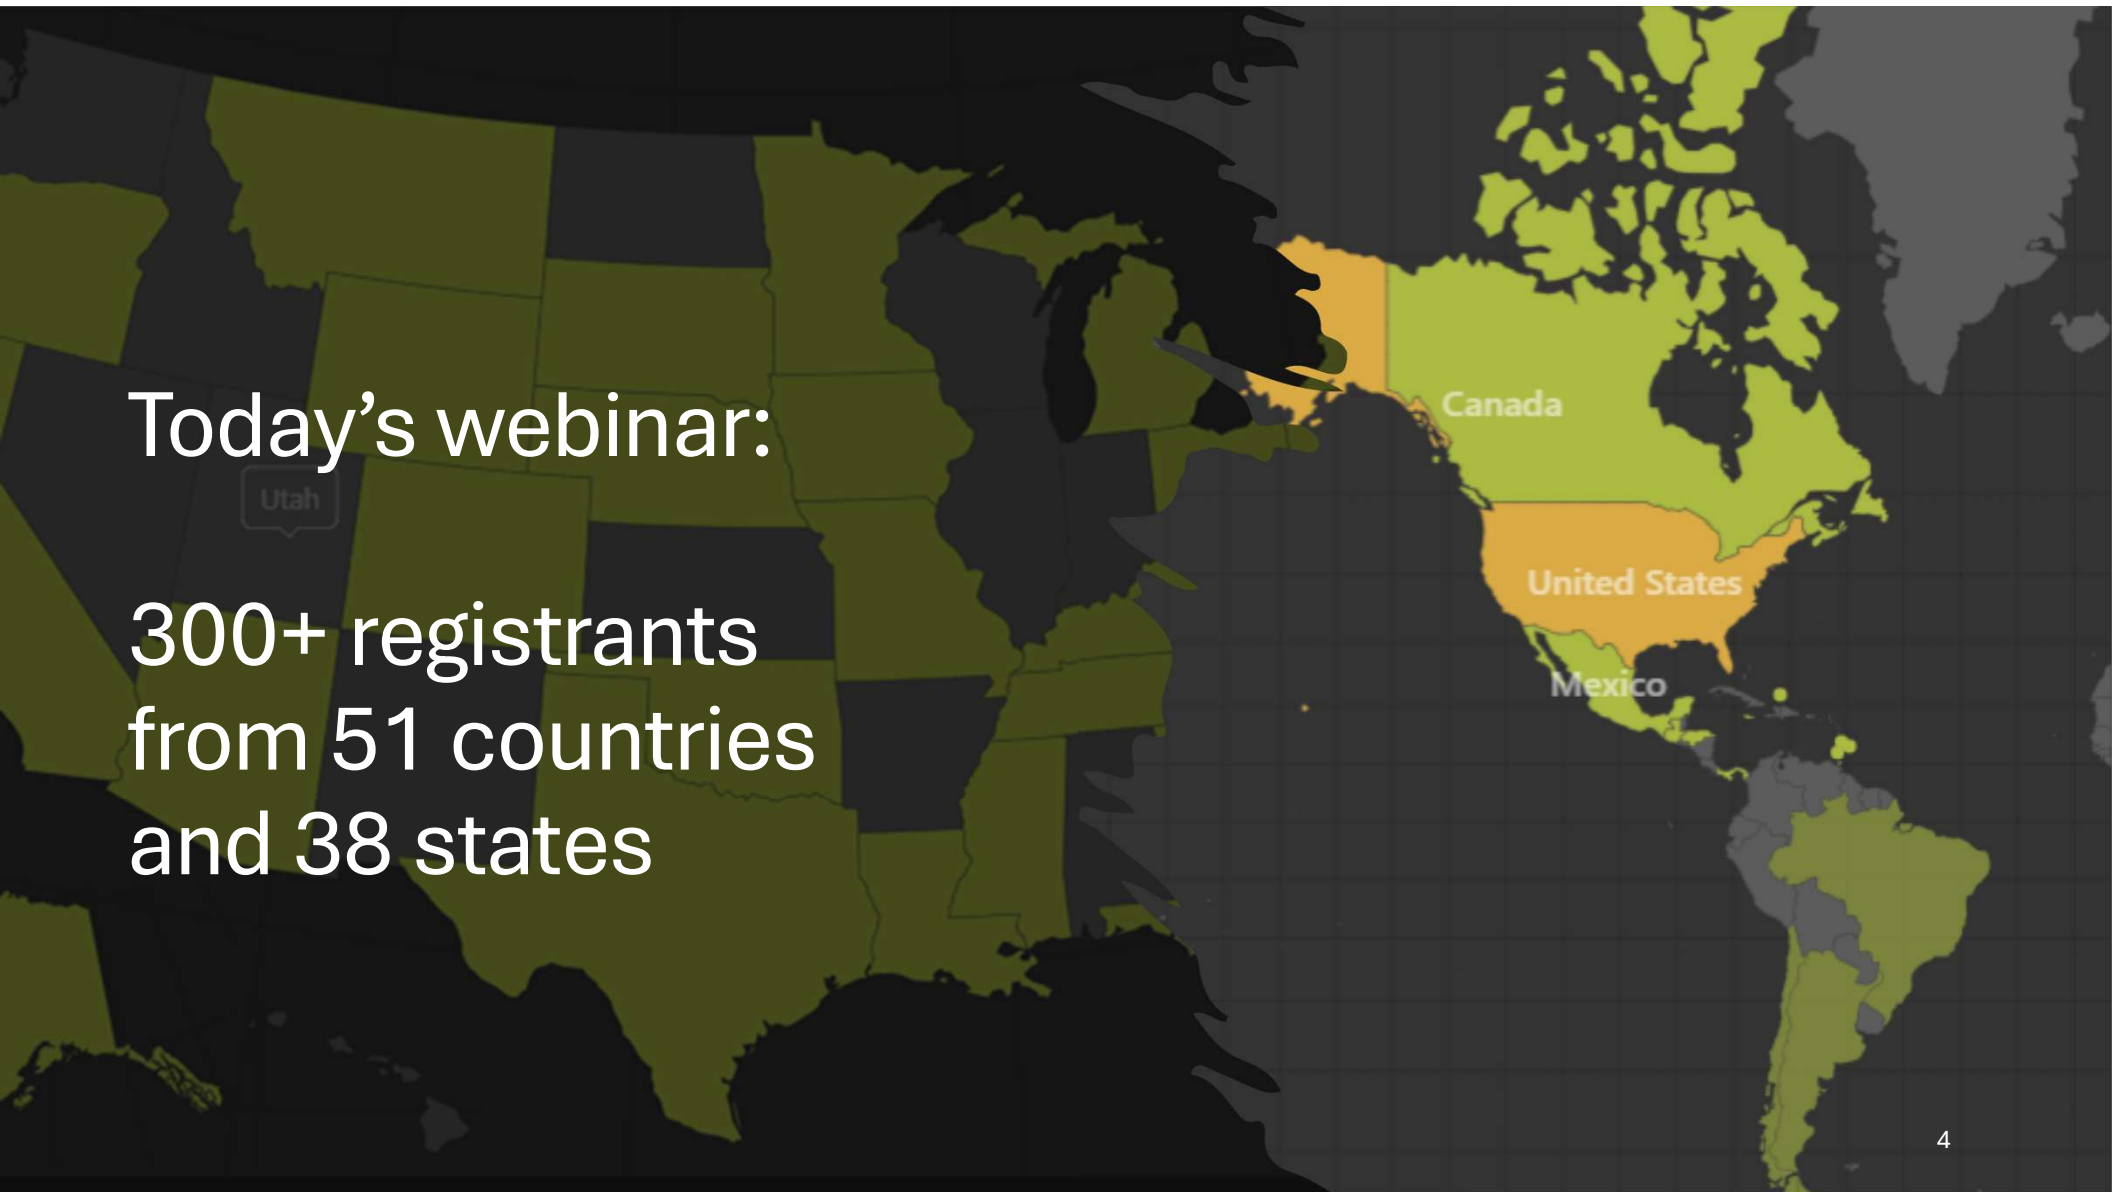 Today’s webinar:
Utah
300+ registrants
from 51 countries
and 38 states
Canada
United States
Mexico
4